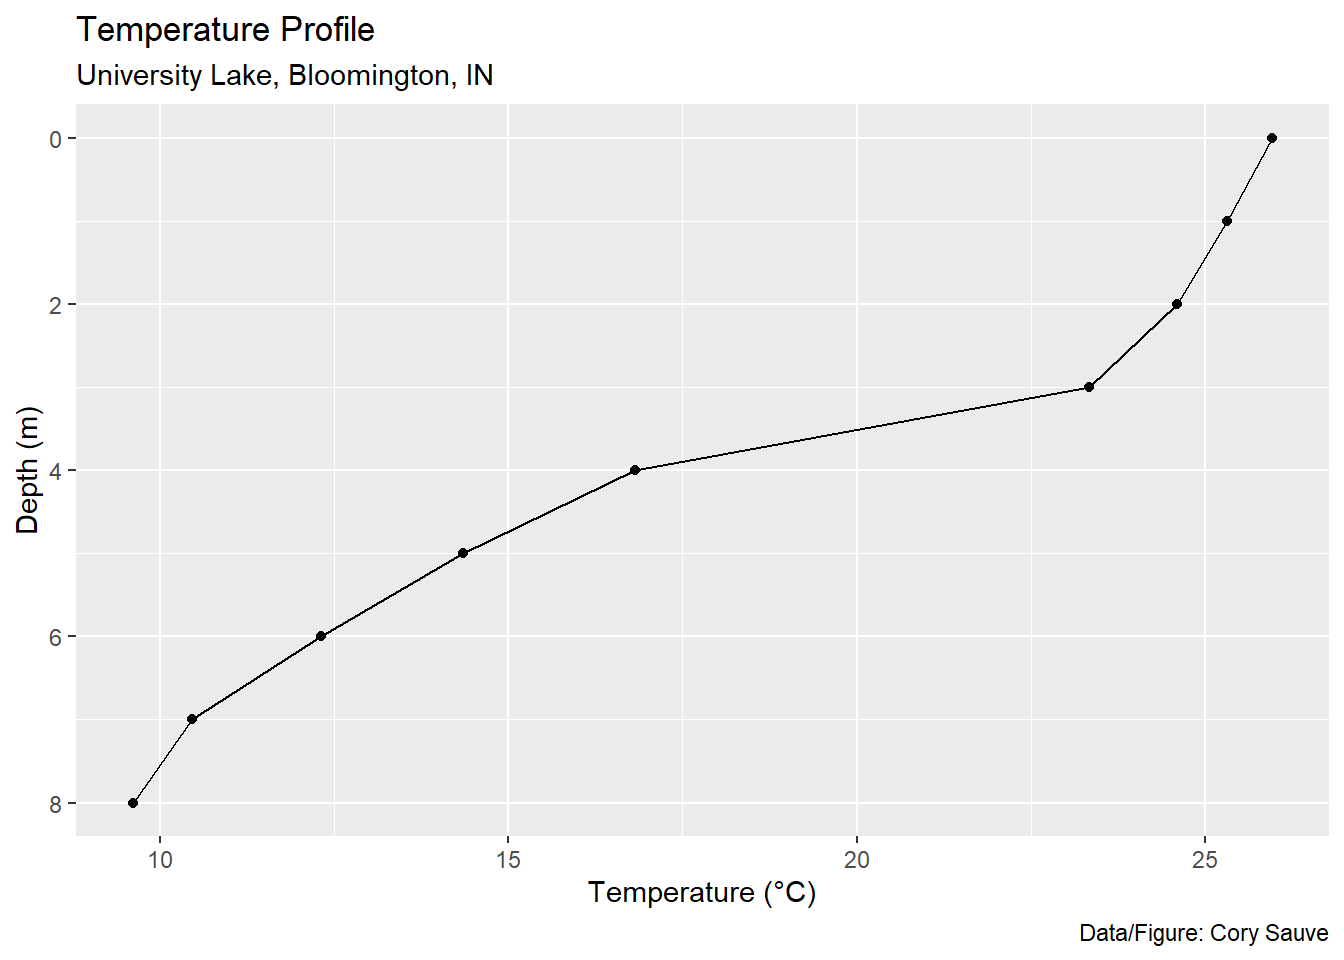 Temperature Profile
University Lake, Bloomington, IN
0
2
4
6
8
Depth (m)
10 15 20 25
Temperature (°C)
Data/Figure: Cory Sauve